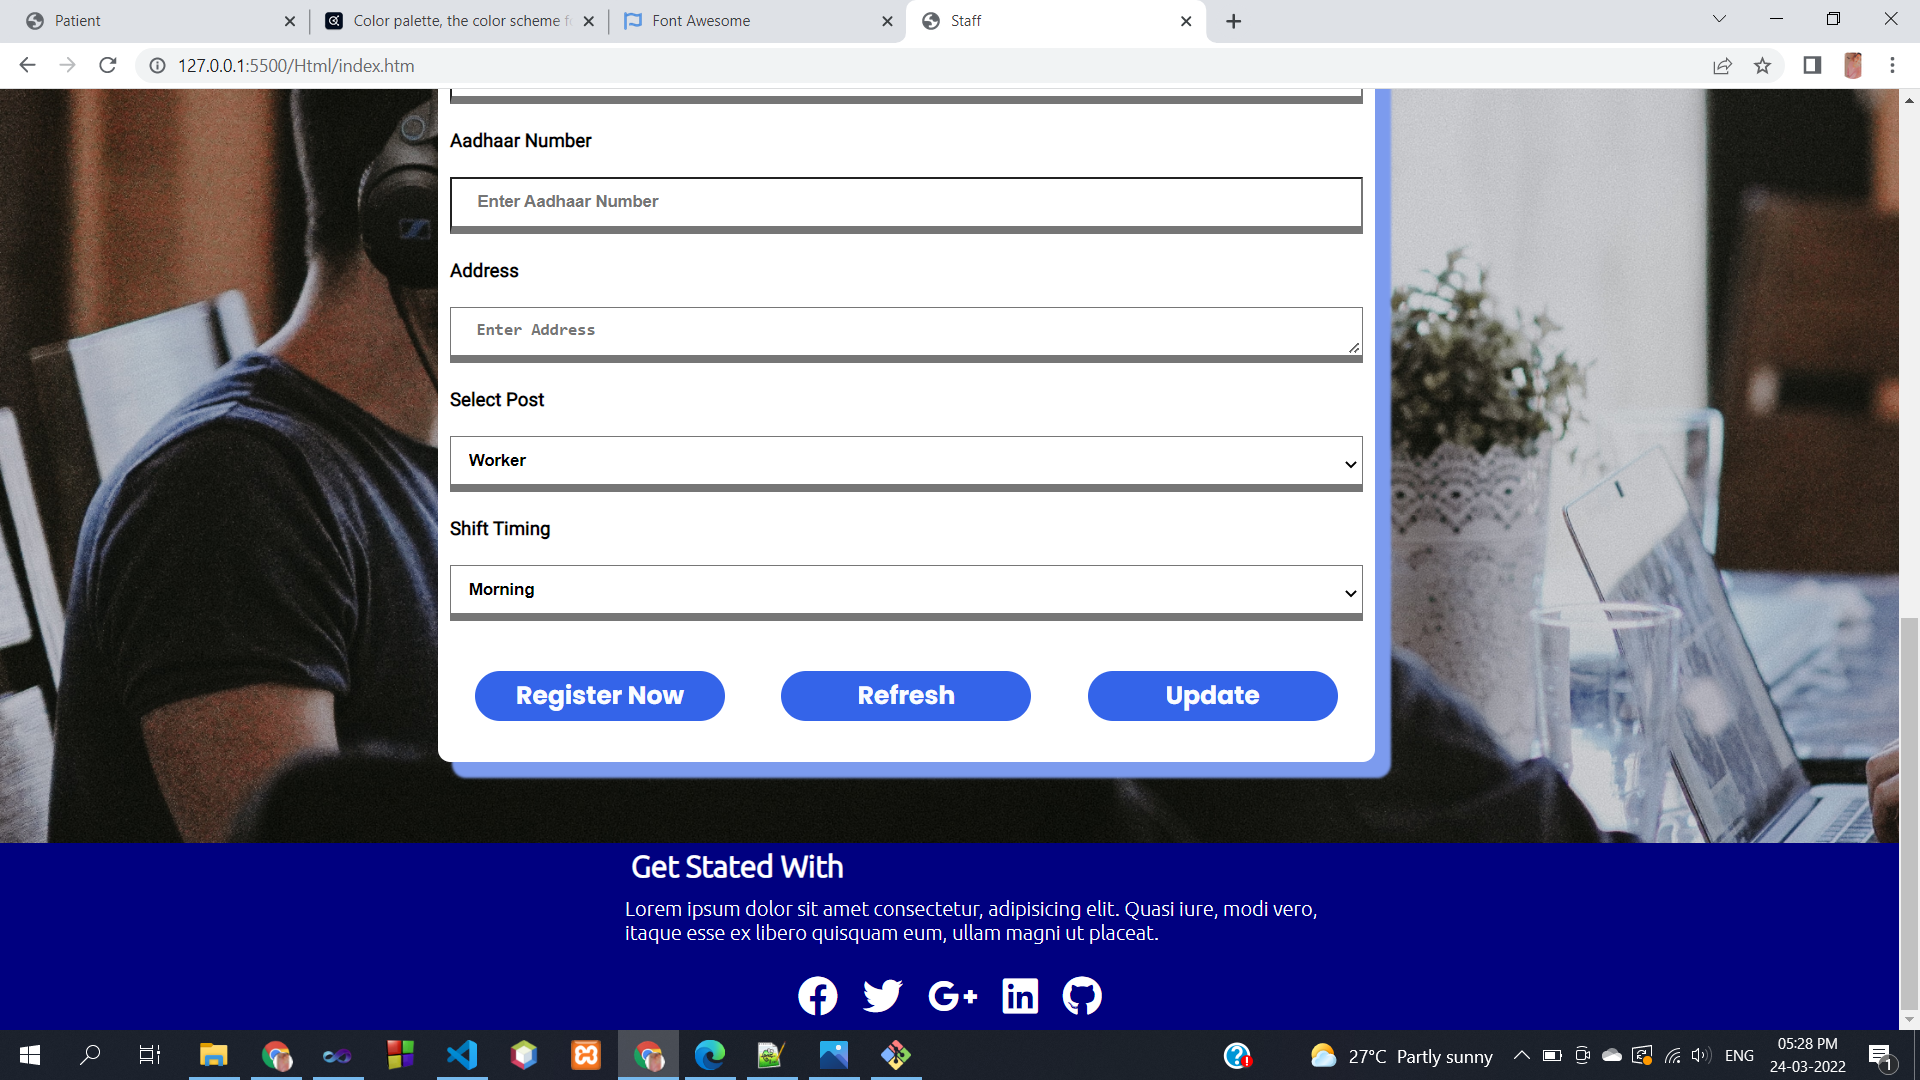 Patient
Color palette, the color scheme f
Font Awesome
Staff
127.0.0.1:5500/Html/index.htm
Aadhaar Number
Enter Aadhaar Number
Address
Enter Address
Select Post
Worker
Shift Timing
Morning
Register Now
Refresh
Update
Get Stated With
Lorem ipsum dolor sit amet consectetur, adipisicing elit. Quasi iure, modi vero,
itaque esse ex libero quisquam eum, ullam magni ut placeat.
27°C Partly sunny
ENG
05:28 PM
24-03-2022
1